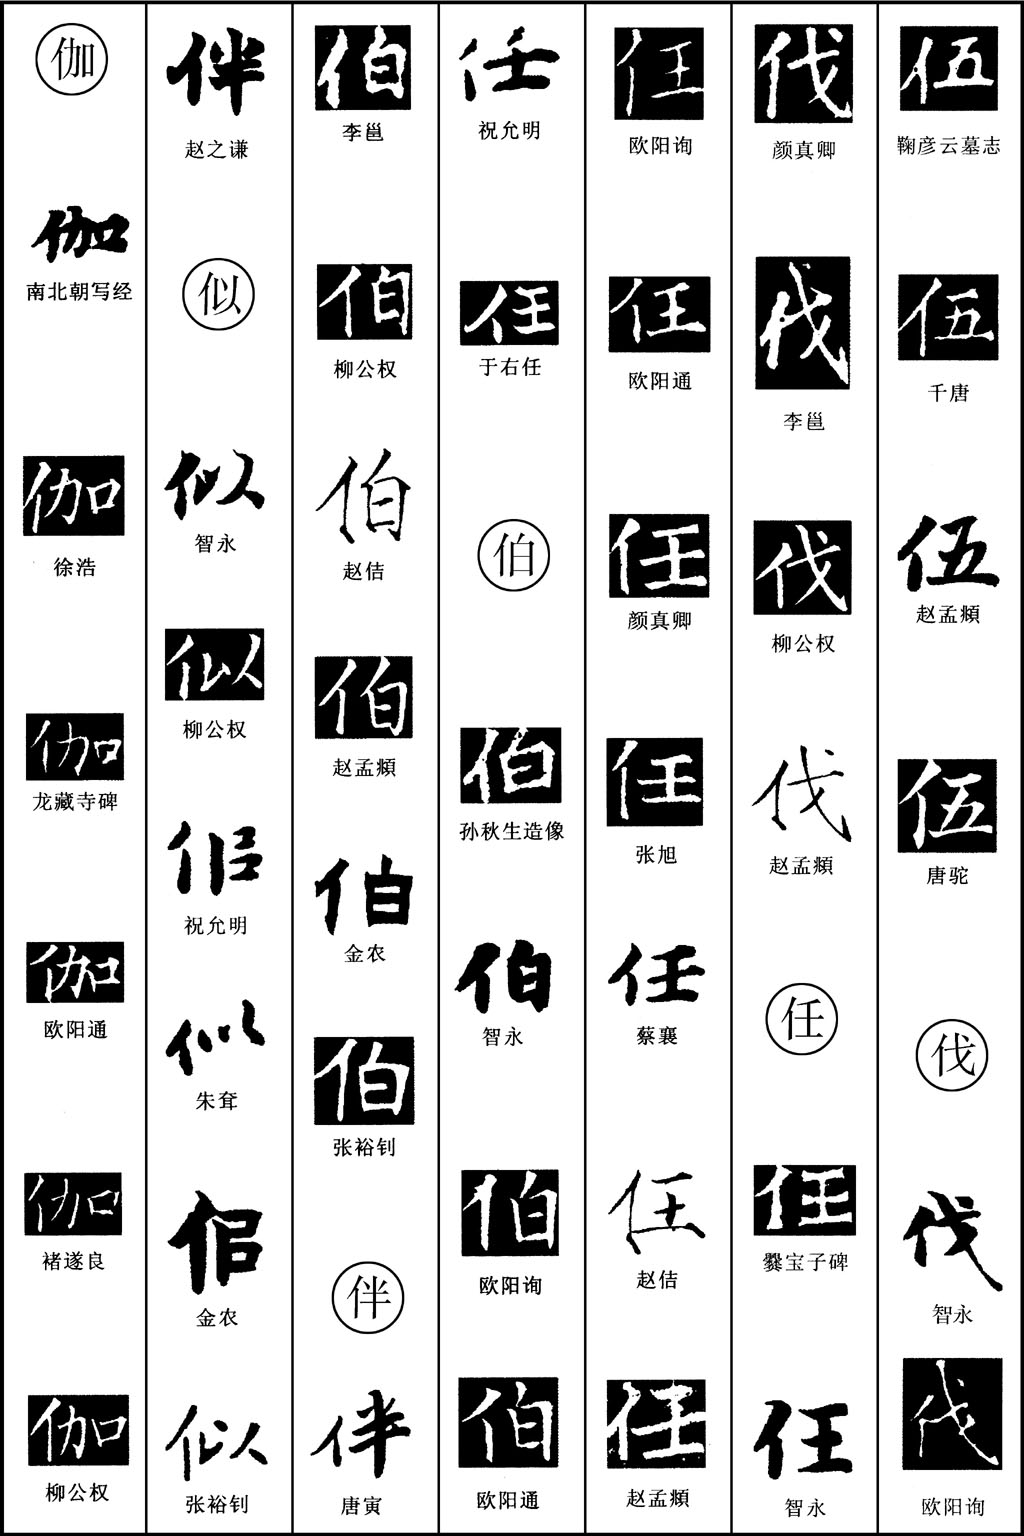 伍
鞠彦云墓志
伍
千唐
伍
赵孟頫
伍
唐驼
伐
伐
智永
伐
欧阳询
伐
颜真卿
伐
李邕
伐
柳公权
伐
赵孟頫
任
任
爨宝子碑
任
智永
任
欧阳询
任
欧阳通
任
颜真卿
任
张旭
任
蔡襄
任
赵佶
任
赵孟頫
任
祝允明
任
于右任
伯
伯
孙秋生造像
伯
智永
伯
欧阳询
伯
欧阳通
伯
李邕
伯
柳公权
伯
赵佶
伯
赵孟頫
伯
金农
伯
张裕钊
伴
伴
唐寅
伴
赵之谦
似
似
智永
似
柳公权
佀
祝允明
似
朱耷
佀
金农
似
张裕钊
伽
伽
南北朝写经
伽
徐浩
伽
龙藏寺碑
伽
欧阳通
伽
褚遂良
伽
柳公权